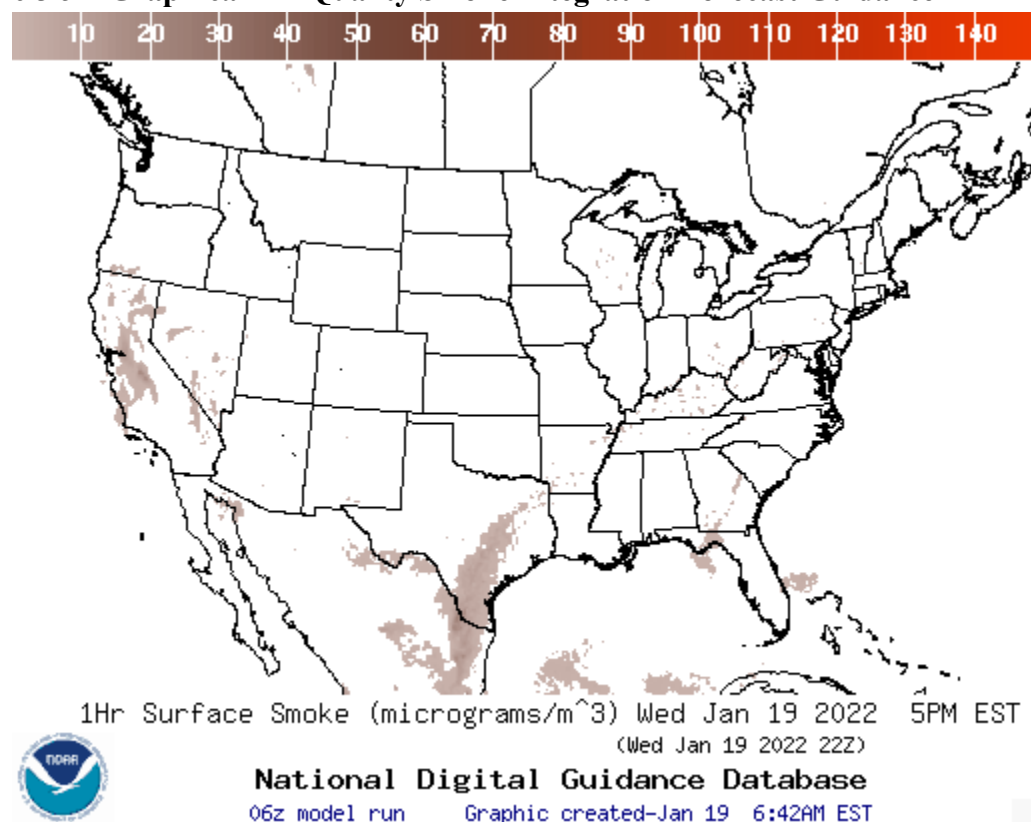 10 20 30 40 50 60 70 80 90 100 110 120 130 140
1Hr Surface Smoke (micrograms/m^3) Wed Jan 19 2022 5PM EST
(Wed Jan 19 2022 22Z)
NOAA
National Digital Guidance Database
06z model run Graphic created-Jan 19 6:42AM EST